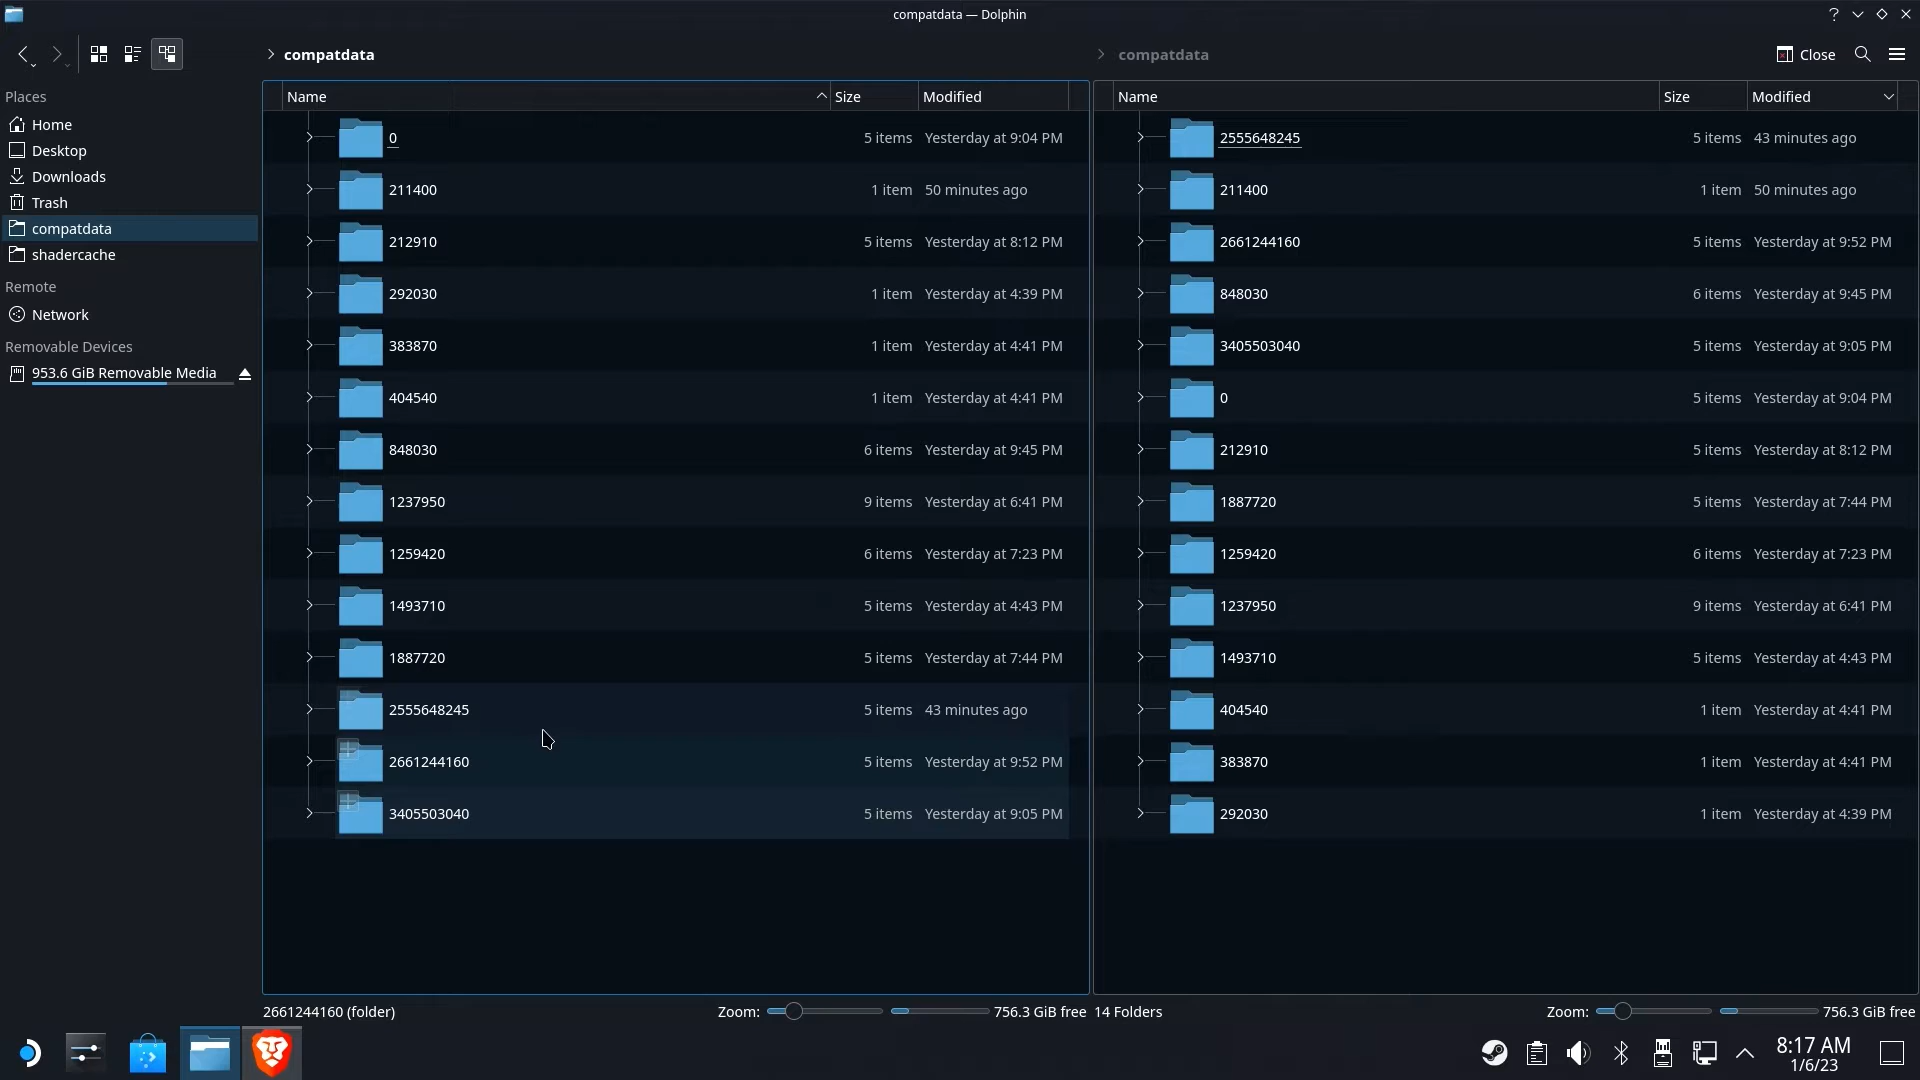 compatdata — Dolphin
compatdata
compatdata
Close
Places
Home
Desktop
Downloads
Trash
compatdata
shadercache
Remote
Network
Removable Devices
953.6 GiB Removable Media
Name Size Modified
0 5 items Yesterday at 9:04 PM
211400 1 item 50 minutes ago
212910 5 items Yesterday at 8:12 PM
292030 1 item Yesterday at 4:39 PM
383870 1 item Yesterday at 4:41 PM
404540 1 item Yesterday at 4:41 PM
848030 6 items Yesterday at 9:45 PM
1237950 9 items Yesterday at 6:41 PM
1259420 6 items Yesterday at 7:23 PM
1493710 5 items Yesterday at 4:43 PM
1887720 5 items Yesterday at 7:44 PM
2555648245 5 items 43 minutes ago
2661244160 5 items Yesterday at 9:52 PM
3405503040 5 items Yesterday at 9:05 PM
2661244160 (folder) Zoom: 756.3 GiB free
Name Size Modified
2555648245 5 items 43 minutes ago
211400 1 item 50 minutes ago
2661244160 5 items Yesterday at 9:52 PM
848030 6 items Yesterday at 9:45 PM
3405503040 5 items Yesterday at 9:05 PM
0 5 items Yesterday at 9:04 PM
212910 5 items Yesterday at 8:12 PM
1887720 5 items Yesterday at 7:44 PM
1259420 6 items Yesterday at 7:23 PM
1237950 9 items Yesterday at 6:41 PM
1493710 5 items Yesterday at 4:43 PM
404540 1 item Yesterday at 4:41 PM
383870 1 item Yesterday at 4:41 PM
292030 1 item Yesterday at 4:39 PM
14 Folders Zoom: 756.3 GiB free
8:17 AM
1/6/23